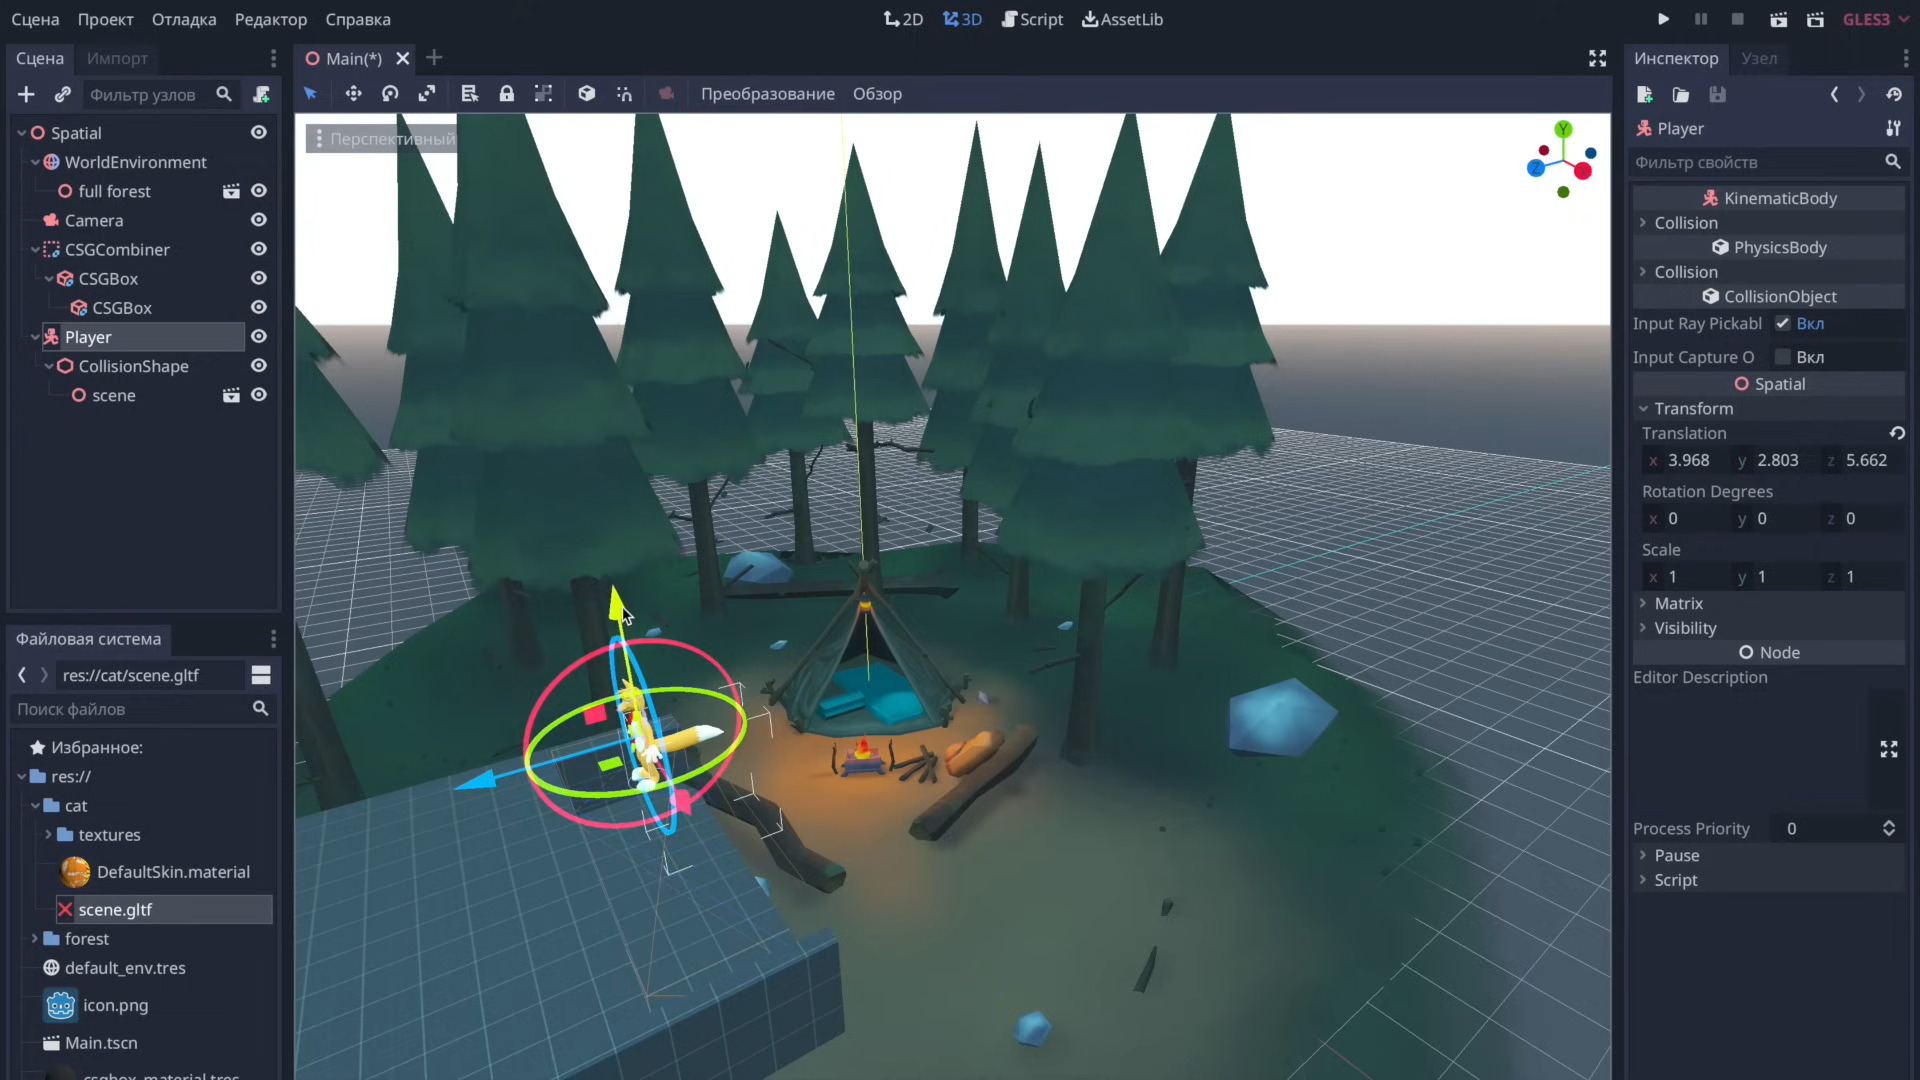 Сцена Проект Отладка Редактор Справка
2D 3D Script AssetLib
GLES3
Сцена Импорт
Main(*)
Инспектор Узел
Фильтр узлов
Преобразование Обзор
Spatial
WorldEnvironment
full forest
Camera
CSGCombiner
CSGBox
CSGBox
Player
CollisionShape
scene
Перспективный
Y
Z
Player
Фильтр свойств
KinematicBody
Collision
PhysicsBody
Collision
CollisionObject
Input Ray Pickabl Вкл
Input Capture O Вкл
Spatial
Transform
Translation
x 3.968 y 2.803 z 5.662
Rotation Degrees
x 0 y 0 z 0
Scale
x 1 y 1 z 1
Matrix
Visibility
Node
Editor Description
Process Priority 0
Pause
Script
Файловая система
res://cat/scene.gltf
Поиск файлов
Избранное:
res://
cat
textures
DefaultSkin.material
scene.gltf
forest
default_env.tres
icon.png
Main.tscn
csgbox_material.tres